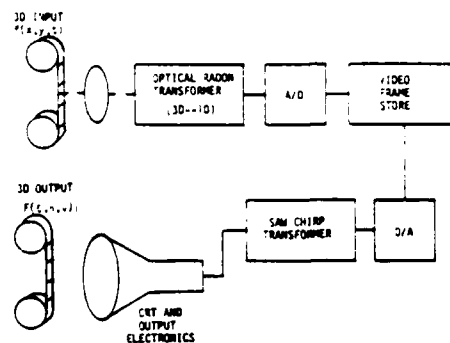 3D INPUT
f(x,y,t)
OPTICAL RADON
TRANSFORMER
(3D--1D)
A/D
VIDEO
FRAME
STORE
3D OUTPUT
SAW CHIRP
TRANSFORMER
D/A
CRT AND
OUTPUT
ELECTRONICS